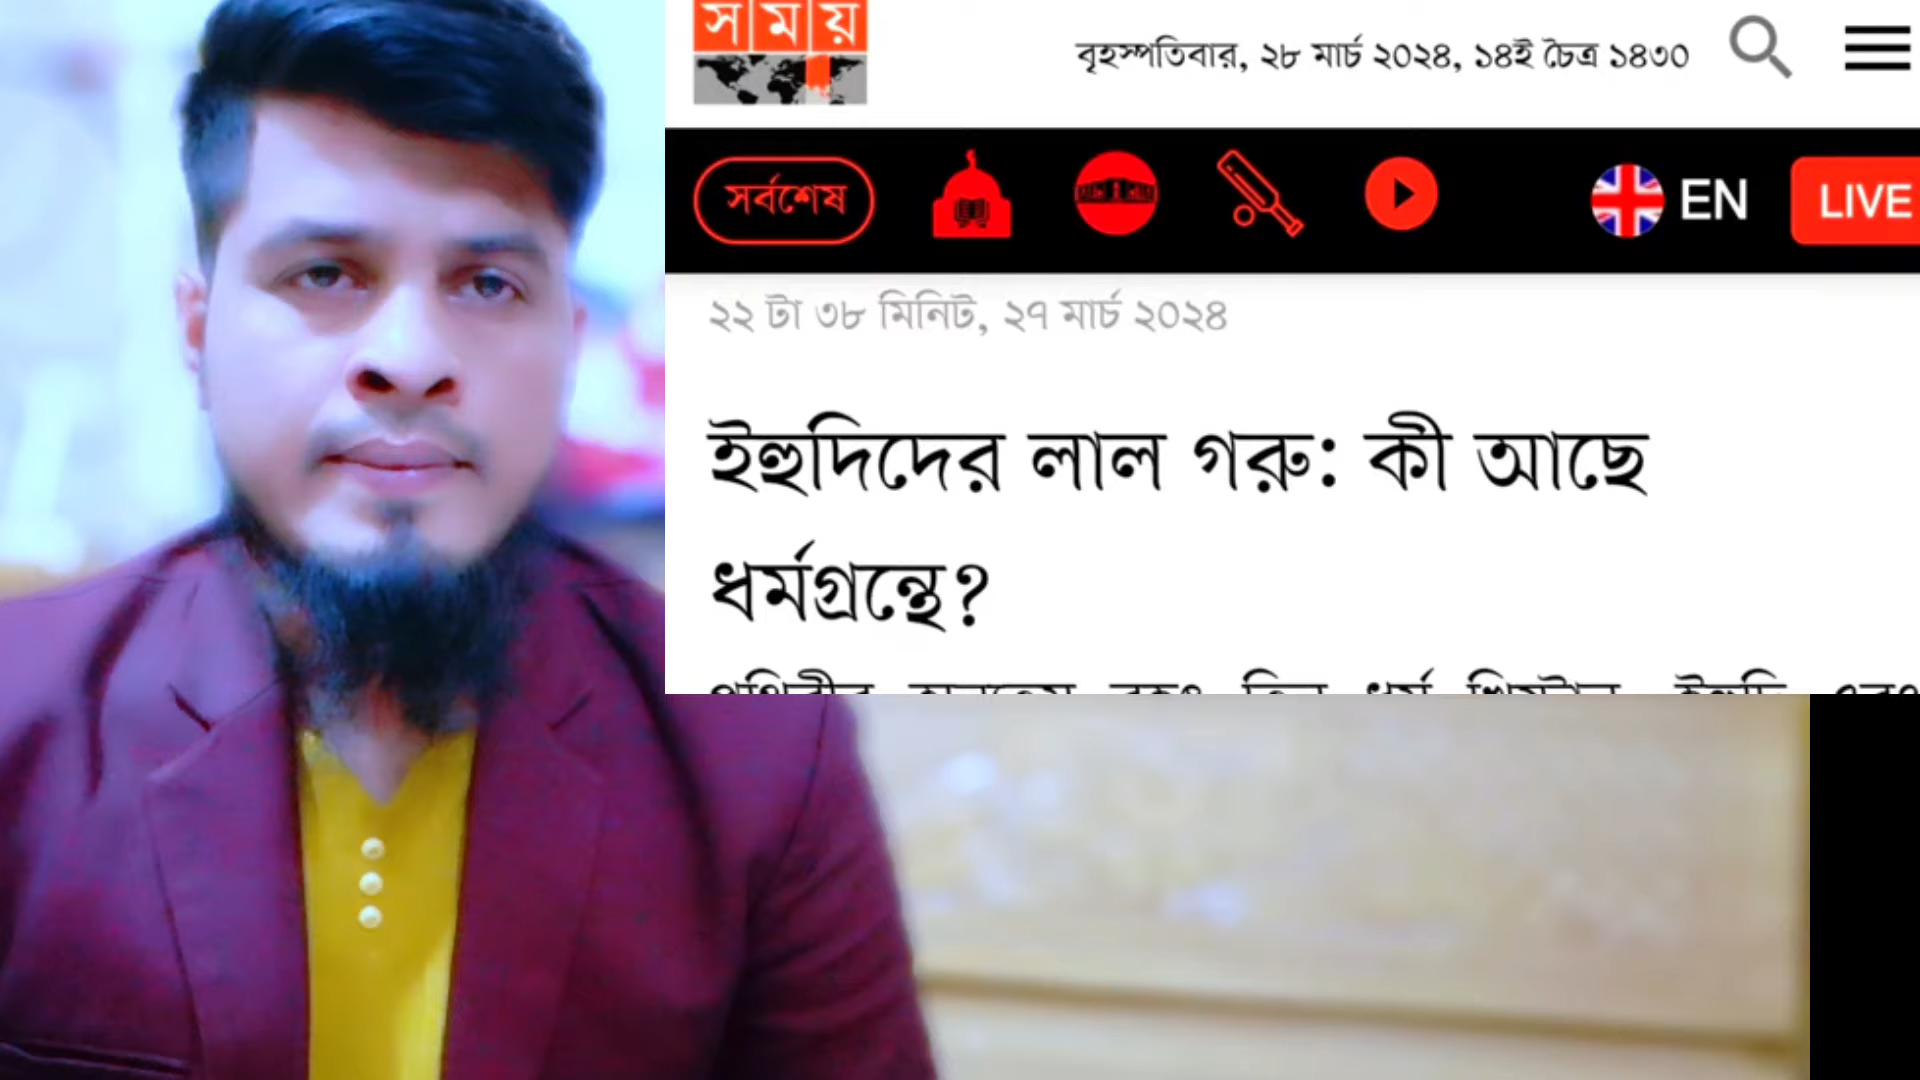 সময়
বৃহস্পতিবার, ২৮ মার্চ ২০২৪, ১৪ই চৈত্র ১৪৩০
সর্বশেষ
EN
LIVE
২২ টা ৩৮ মিনিট, ২৭ মার্চ ২০২৪
ইহুদিদের লাল গরু: কী আছে
ধর্মগ্রন্থে?